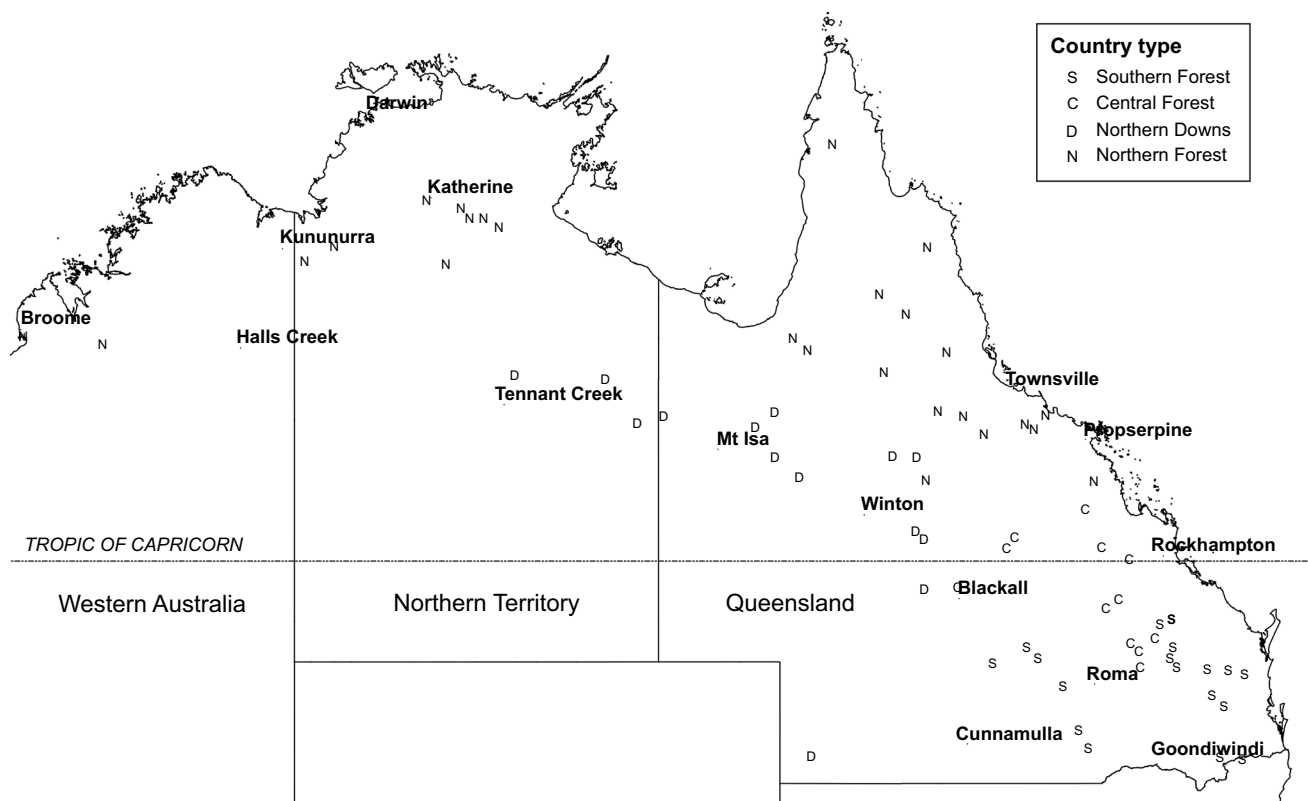 Country type
S Southern Forest
C Central Forest
D Northern Downs
N Northern Forest
Darwin
N
Katherine
N
N
N N
N
Kununurra
N
N
N
N
N
N
Broome
N
N
Halls Creek
N
N
N
N
D
D
Tennant Creek
Townsville
D
D
D
D
N
N
N
N
N
N
Propserpine
Mt Isa
D
D
D
D
D
N
N
Winton
C
D
D
C
C
C
TROPIC OF CAPRICORN
Rockhampton
C
Western Australia
Northern Territory
Queensland
D
C
Blackall
C
C
S
S
C
C
C
S
S
S
S
S
S
C
S
S
S
S
Roma
S
S
S
Cunnamulla
S
S
Goondiwindi
S
S
D